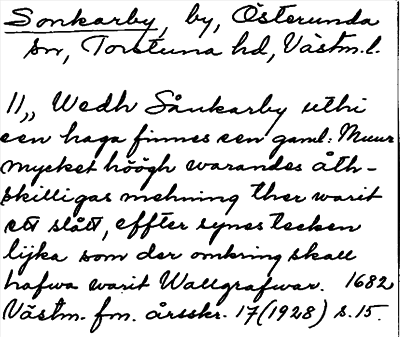 Sonkarby, by, Österunda
sn, Torstuna hd, Västm. l.
11,, Wedh Sånkarby uthi
een haga finnes een gaml: Muur
mycket höögh warandes åth-
skilligas mehning ther warit
ett slått, effter synes tecken
lijka som der omkring skall
hafwa warit Wallgrafwar. 1682
Västm. fm. årsskr. 17 (1928) s. 15.